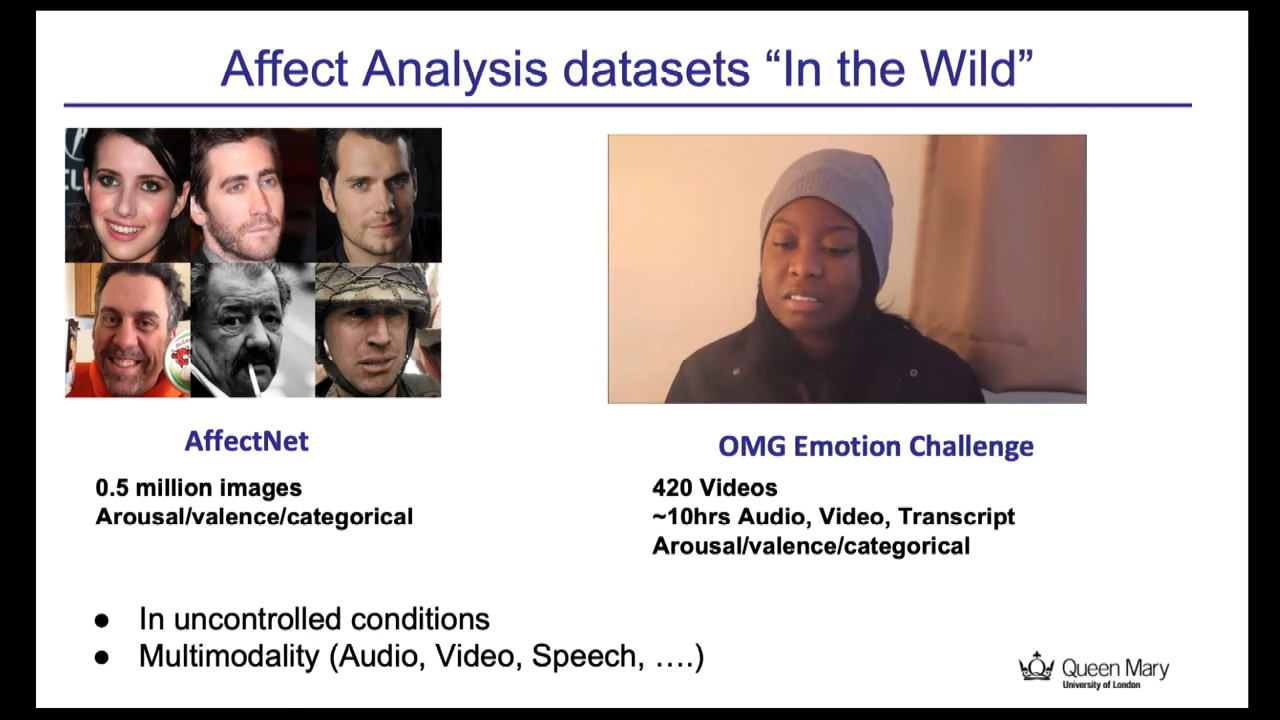 Affect Analysis datasets “In the Wild”
AffectNet
0.5 million images
Arousal/valence/categorical
OMG Emotion Challenge
420 Videos
~10hrs Audio, Video, Transcript
Arousal/valence/categorical
● In uncontrolled conditions
● Multimodality (Audio, Video, Speech, ….)
Queen Mary
University of London